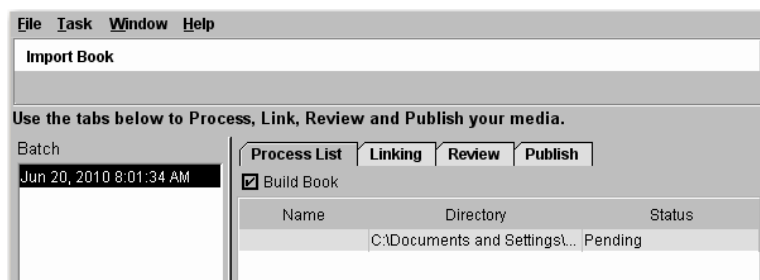 File Task Window Help
Import Book
Use the tabs below to Process, Link, Review and Publish your media.
Batch
Process List Linking Review Publish
Jun 20, 2010 8:01:34 AM
Build Book
Name Directory Status
C:\Documents and Settings\... Pending